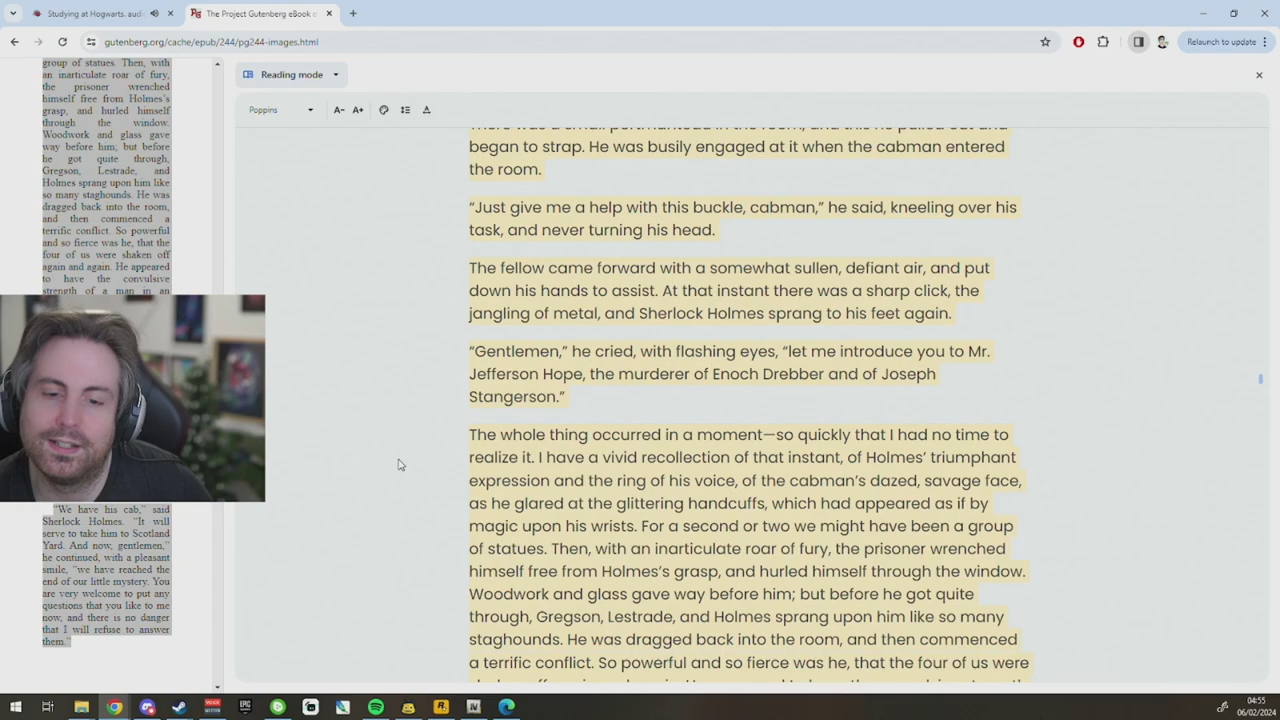 Studying at Hogwarts. audi
The Project Gutenberg eBook o
gutenberg.org/cache/epub/244/pg244-images.html
Relaunch to update
group of statues. Then, with
an inarticulate roar of fury,
the prisoner wrenched
himself free from Holmes's
grasp, and hurled himself
through the window.
Woodwork and glass gave
way before him; but before
he got quite through,
Gregson, Lestrade, and
Holmes sprang upon him like
so many staghounds. He was
dragged back into the room,
and then commenced a
terrific conflict. So powerful
and so fierce was he, that the
four of us were shaken off
again and again. He appeared
to have the convulsive
strength of a man in an
“We have his cab,” said
Sherlock Holmes. “It will
serve to take him to Scotland
Yard. And now, gentlemen,”
he continued, with a pleasant
smile, “we have reached the
end of our little mystery. You
are very welcome to put any
questions that you like to me
now, and there is no danger
that I will refuse to answer
them.”
Reading mode
Poppins
A- A+
There was a small portmanteau in the room, and this he pulled out and
began to strap. He was busily engaged at it when the cabman entered
the room.
“Just give me a help with this buckle, cabman,” he said, kneeling over his
task, and never turning his head.
The fellow came forward with a somewhat sullen, defiant air, and put
down his hands to assist. At that instant there was a sharp click, the
jangling of metal, and Sherlock Holmes sprang to his feet again.
“Gentlemen,” he cried, with flashing eyes, “let me introduce you to Mr.
Jefferson Hope, the murderer of Enoch Drebber and of Joseph
Stangerson.”
The whole thing occurred in a moment—so quickly that I had no time to
realize it. I have a vivid recollection of that instant, of Holmes’ triumphant
expression and the ring of his voice, of the cabman’s dazed, savage face,
as he glared at the glittering handcuffs, which had appeared as if by
magic upon his wrists. For a second or two we might have been a group
of statues. Then, with an inarticulate roar of fury, the prisoner wrenched
himself free from Holmes’s grasp, and hurled himself through the window.
Woodwork and glass gave way before him; but before he got quite
through, Gregson, Lestrade, and Holmes sprang upon him like so many
staghounds. He was dragged back into the room, and then commenced
a terrific conflict. So powerful and so fierce was he, that the four of us were
04:55
06/02/2024